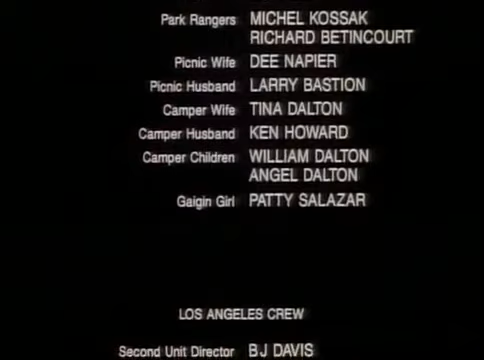 Park Rangers MICHEL KOSSAK
RICHARD BETINCOURT
Picnic Wife DEE NAPIER
Picnic Husband LARRY BASTION
Camper Wife TINA DALTON
Camper Husband KEN HOWARD
Camper Children WILLIAM DALTON
ANGEL DALTON
Gaigin Girl PATTY SALAZAR
LOS ANGELES CREW
Second Unit Director BJ DAVIS